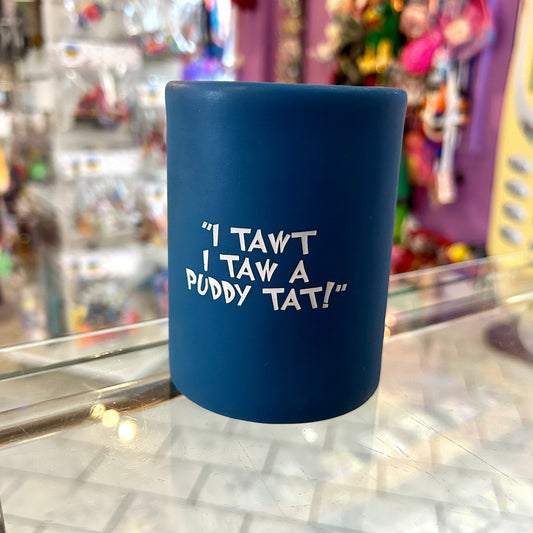 "I TAWT
I TAW A
PUDDY TAT!"